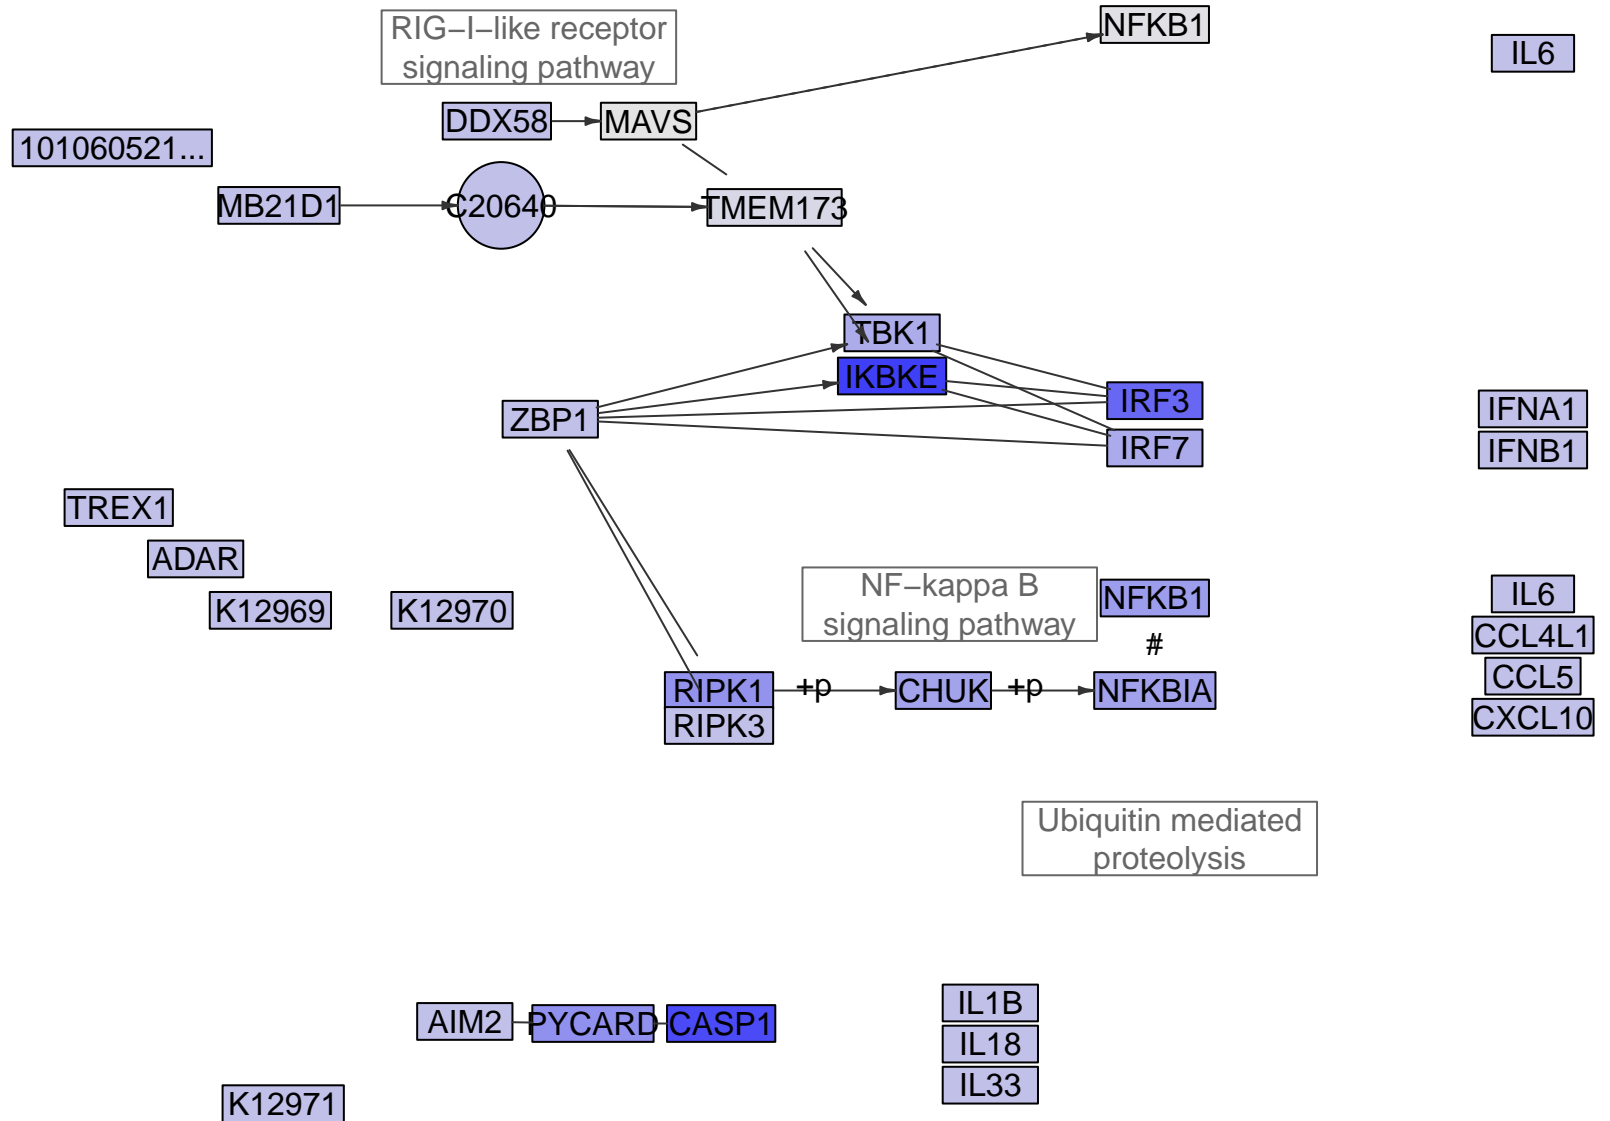 RIG−I−like receptor
signaling pathway
NFKB1
IL6
DDX58
MAVS
101060521...
MB21D1
C20640
TMEM173
TBK1
IKBKE
IRF3
ZBP1
IRF7
IFNA1
IFNB1
TREX1
ADAR
K12969
K12970
NF−kappa B
signaling pathway
NFKB1
#
IL6
CCL4L1
CCL5
CXCL10
RIPK1
+p
CHUK
+p
NFKBIA
RIPK3
Ubiquitin mediated
proteolysis
AIM2
PYCARD
CASP1
IL1B
IL18
IL33
K12971